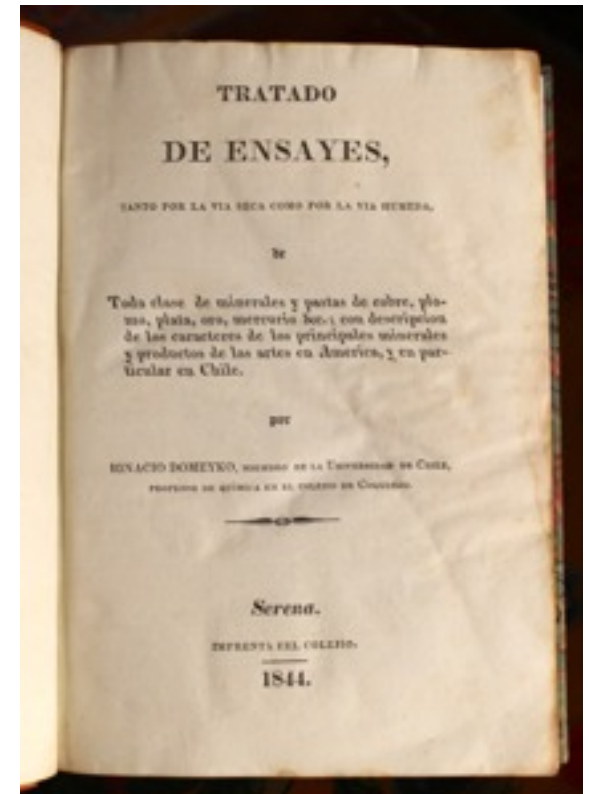 TRATADO
DE ENSAYES,
TANTO POR LA VIA SECA COMO POR LA VIA HUMEDA,
de
Toda clase de minerales y pastas de cobre, plo-
mo, plata, oro, mercurio &c.; con descripcion
de los caracteres de los principales minerales
y productos de las artes en America, y en par-
ticular en Chile.
por
IGNACIO DOMEYKO, MIEMBRO DE LA UNIVERSIDAD DE CHILE,
PROFESOR DE QUIMICA EN EL COLEJIO DE COQUIMBO.
Serena.
IMPRENTA DEL COLEJIO.
1844.